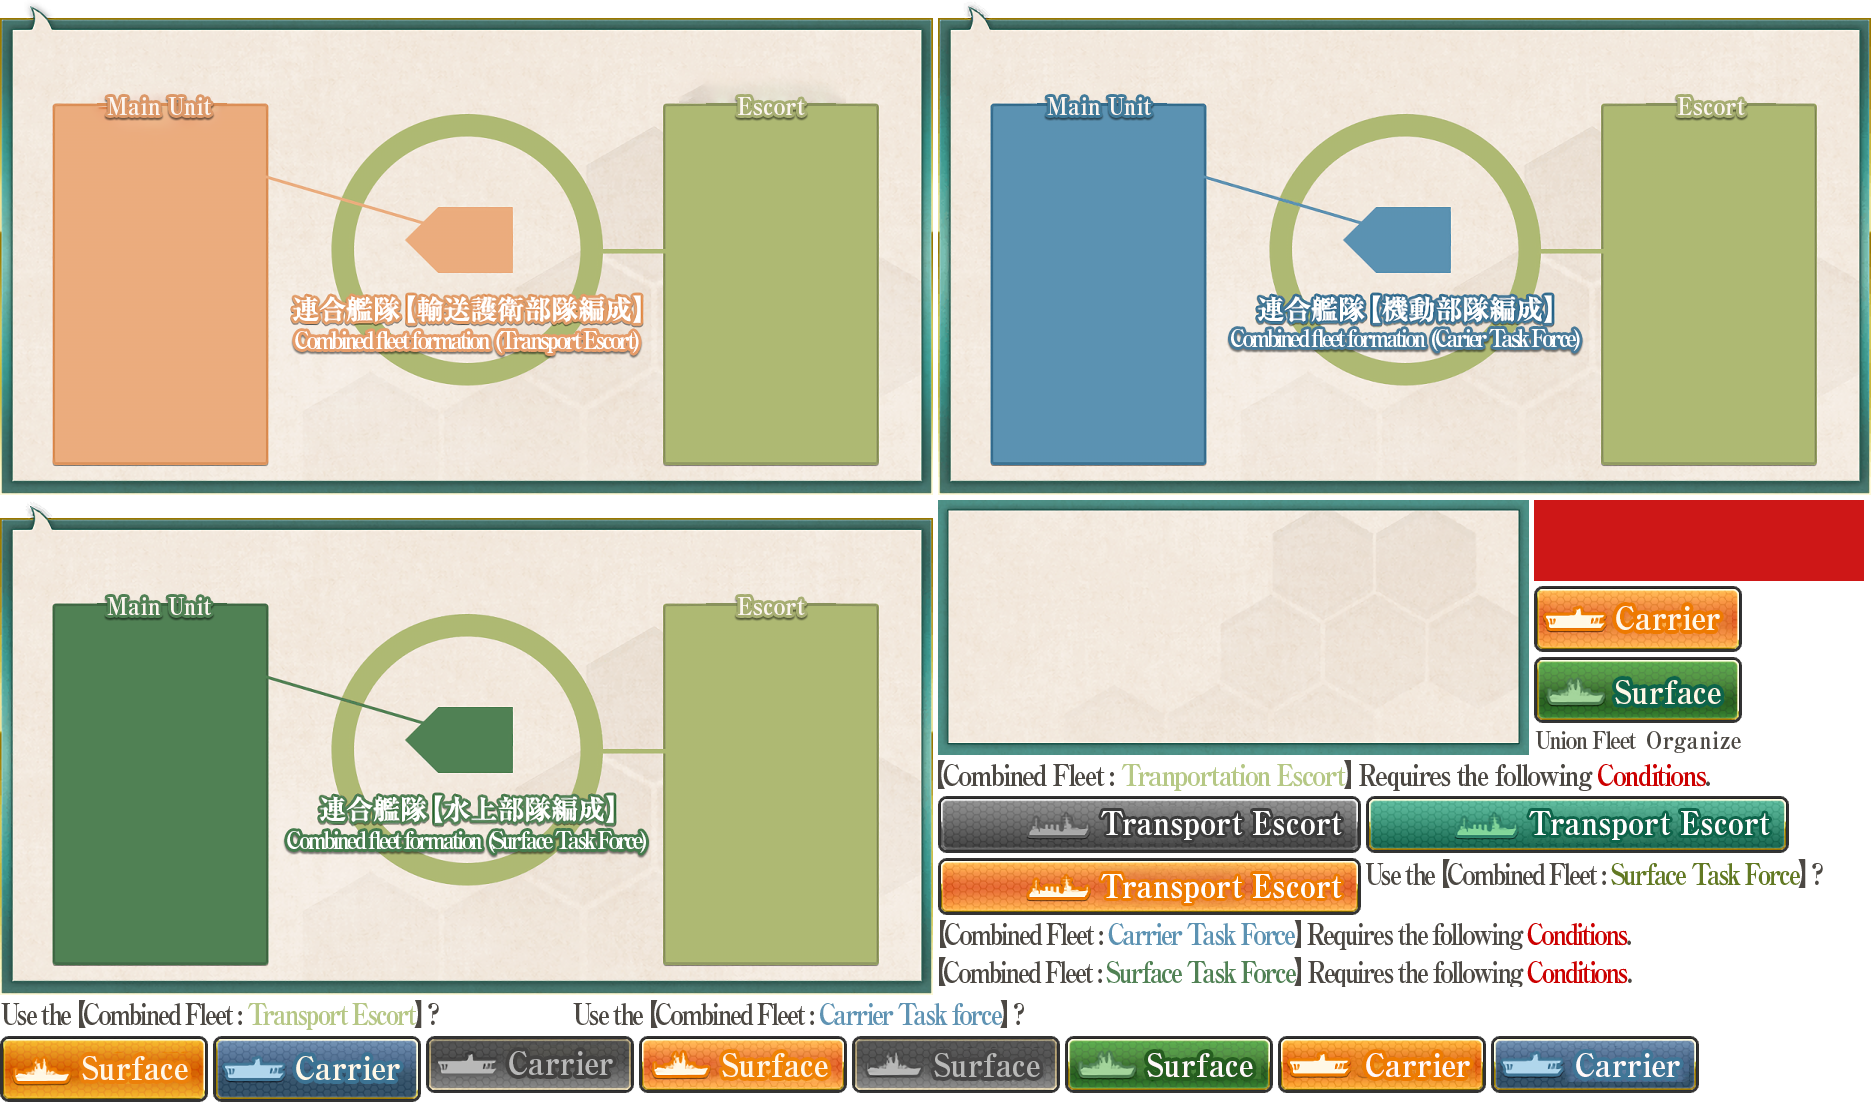 Main Unit
Escort
連合艦隊【輸送護衛部隊編成】
Combined fleet formation (Transport Escort)
Main Unit
Escort
連合艦隊【機動部隊編成】
Combined fleet formation (Carier Task Force)
Main Unit
Escort
連合艦隊【水上部隊編成】
Combined fleet formation (Surface Task Force)
Carrier
Surface
Union Fleet Organize
【Combined Fleet : Tranportation Escort】 Requires the following Conditions.
Transport Escort
Transport Escort
Transport Escort
Use the 【Combined Fleet : Surface Task Force】 ?
【Combined Fleet : Carrier Task Force】 Requires the following Conditions.
【Combined Fleet : Surface Task Force】 Requires the following Conditions.
Use the 【Combined Fleet : Transport Escort】 ?
Use the 【Combined Fleet : Carrier Task force】 ?
Surface
Carrier
Carrier
Surface
Surface
Surface
Carrier
Carrier